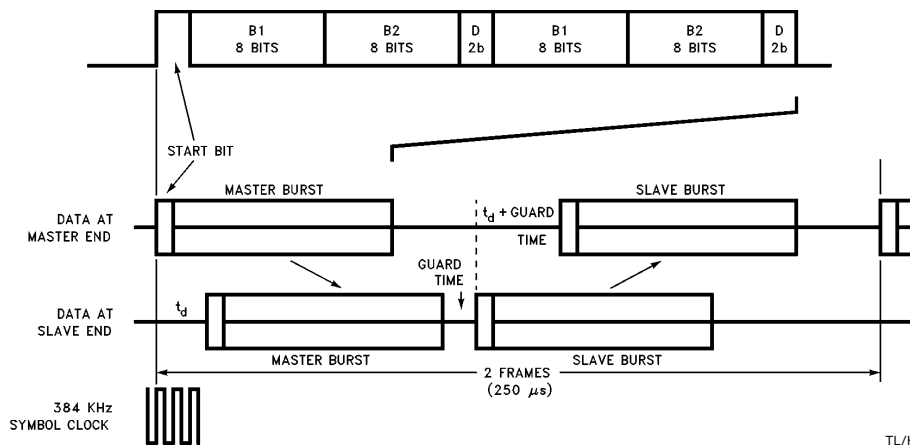 B1
8 BITS
B2
8 BITS
D
2b
B1
8 BITS
B2
8 BITS
D
2b
START BIT
MASTER BURST
SLAVE BURST
DATA AT
MASTER END
td + GUARD
TIME
GUARD
TIME
td
DATA AT
SLAVE END
MASTER BURST
SLAVE BURST
2 FRAMES
(250 μs)
384 KHz
SYMBOL CLOCK